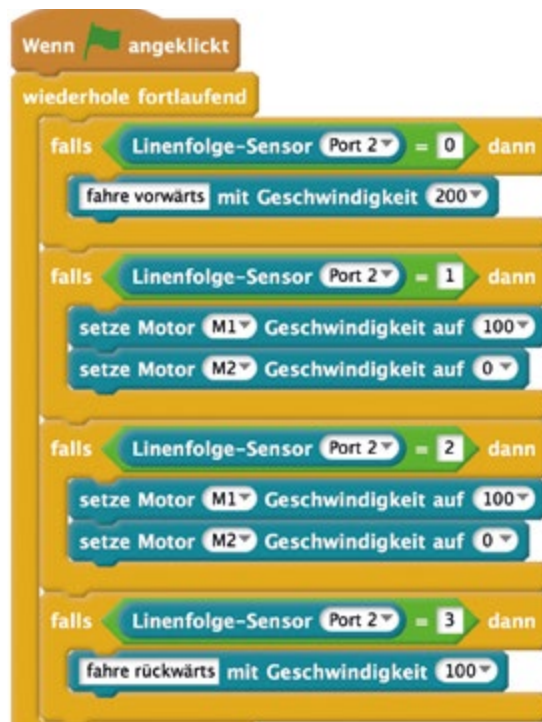 Wenn angeklickt
wiederhole fortlaufend
falls Linenfolge-Sensor Port 2 = 0 dann
fahre vorwärts mit Geschwindigkeit 200
falls Linenfolge-Sensor Port 2 = 1 dann
setze Motor M1 Geschwindigkeit auf 100
setze Motor M2 Geschwindigkeit auf 0
falls Linenfolge-Sensor Port 2 = 2 dann
setze Motor M1 Geschwindigkeit auf 100
setze Motor M2 Geschwindigkeit auf 0
falls Linenfolge-Sensor Port 2 = 3 dann
fahre rückwärts mit Geschwindigkeit 100